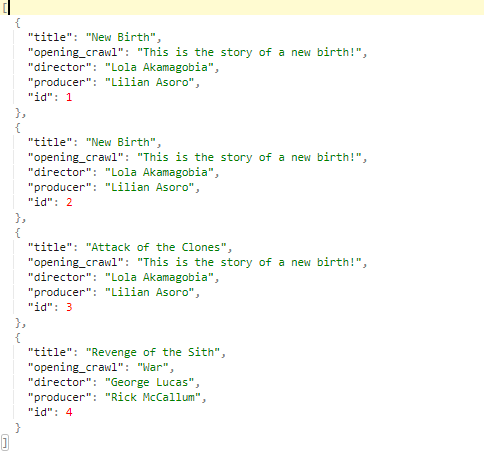 [
  {
    "title": "New Birth",
    "opening_crawl": "This is the story of a new birth!",
    "director": "Lola Akamagobia",
    "producer": "Lilian Asoro",
    "id": 1
  },
  {
    "title": "New Birth",
    "opening_crawl": "This is the story of a new birth!",
    "director": "Lola Akamagobia",
    "producer": "Lilian Asoro",
    "id": 2
  },
  {
    "title": "Attack of the Clones",
    "opening_crawl": "This is the story of a new birth!",
    "director": "Lola Akamagobia",
    "producer": "Lilian Asoro",
    "id": 3
  },
  {
    "title": "Revenge of the Sith",
    "opening_crawl": "War",
    "director": "George Lucas",
    "producer": "Rick McCallum",
    "id": 4
  }
]